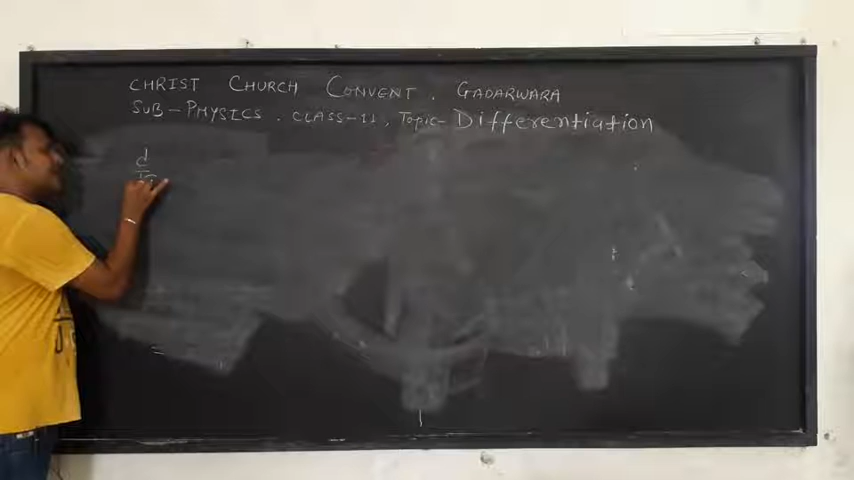 CHRIST CHURCH CONVENT. GADARWARA
SUB-PHYSICS. CLASS-11, Topic- Differentiation
d